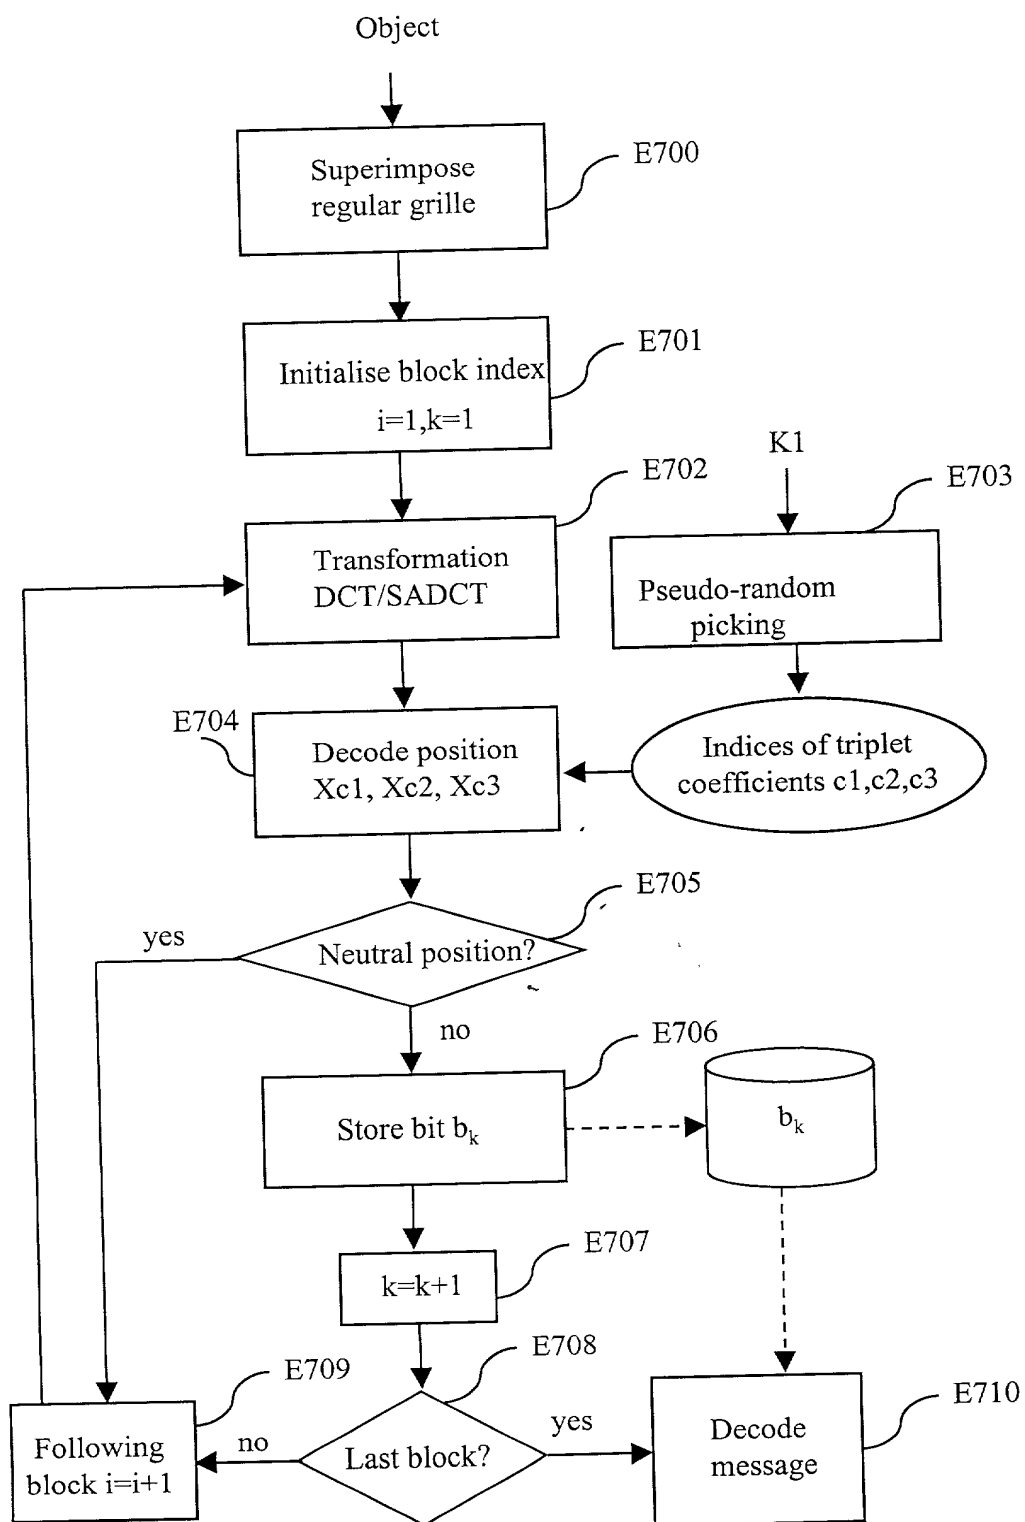 Object
Superimpose
regular grille
E700
Initialise block index
i=1,k=1
E701
K1
Transformation
DCT/SADCT
E702
E703
Pseudo-random
picking
E704
Decode position
Xc1, Xc2, Xc3
Indices of triplet
coefficients c1,c2,c3
E705
yes
Neutral position?
no
E706
Store bit bk
bk
E707
k=k+1
E708
E709
Following
block i=i+1
no
Last block?
yes
Decode
message
E710